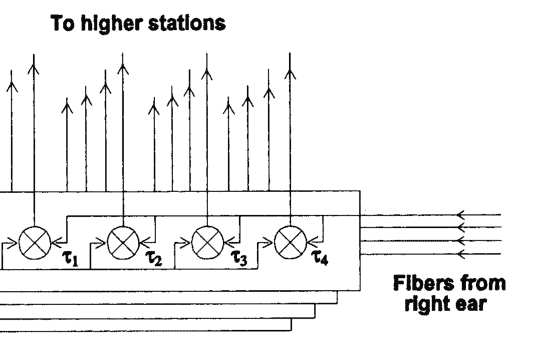 To higher stations
τ1 τ2 τ3 τ4
Fibers from
right ear